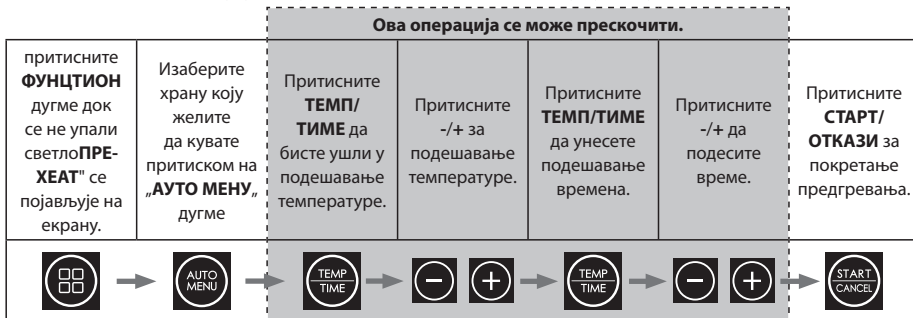 Ова операција се може прескочити.
притисните
ФУНЦТИОН
дугме док
се не упали
светлоПРЕ-
ХЕАТ" се
појављује на
екрану.
Изаберите
храну коју
желите
да кувате
притиском на
„АУТО МЕНУ„
дугме
Притисните
ТЕМП/
ТИМЕ да
бисте ушли у
подешавање
температуре.
Притисните
-/+ за
подешавање
температуре.
Притисните
ТЕМП/ТИМЕ
да унесете
подешавање
времена.
Притисните
-/+ да
подесите
време.
Притисните
СТАРТ/
ОТКАЗИ за
покретање
предгревања.
AUTO
MENU
TEMP
TIME
- +
TEMP
TIME
- +
START
CANCEL